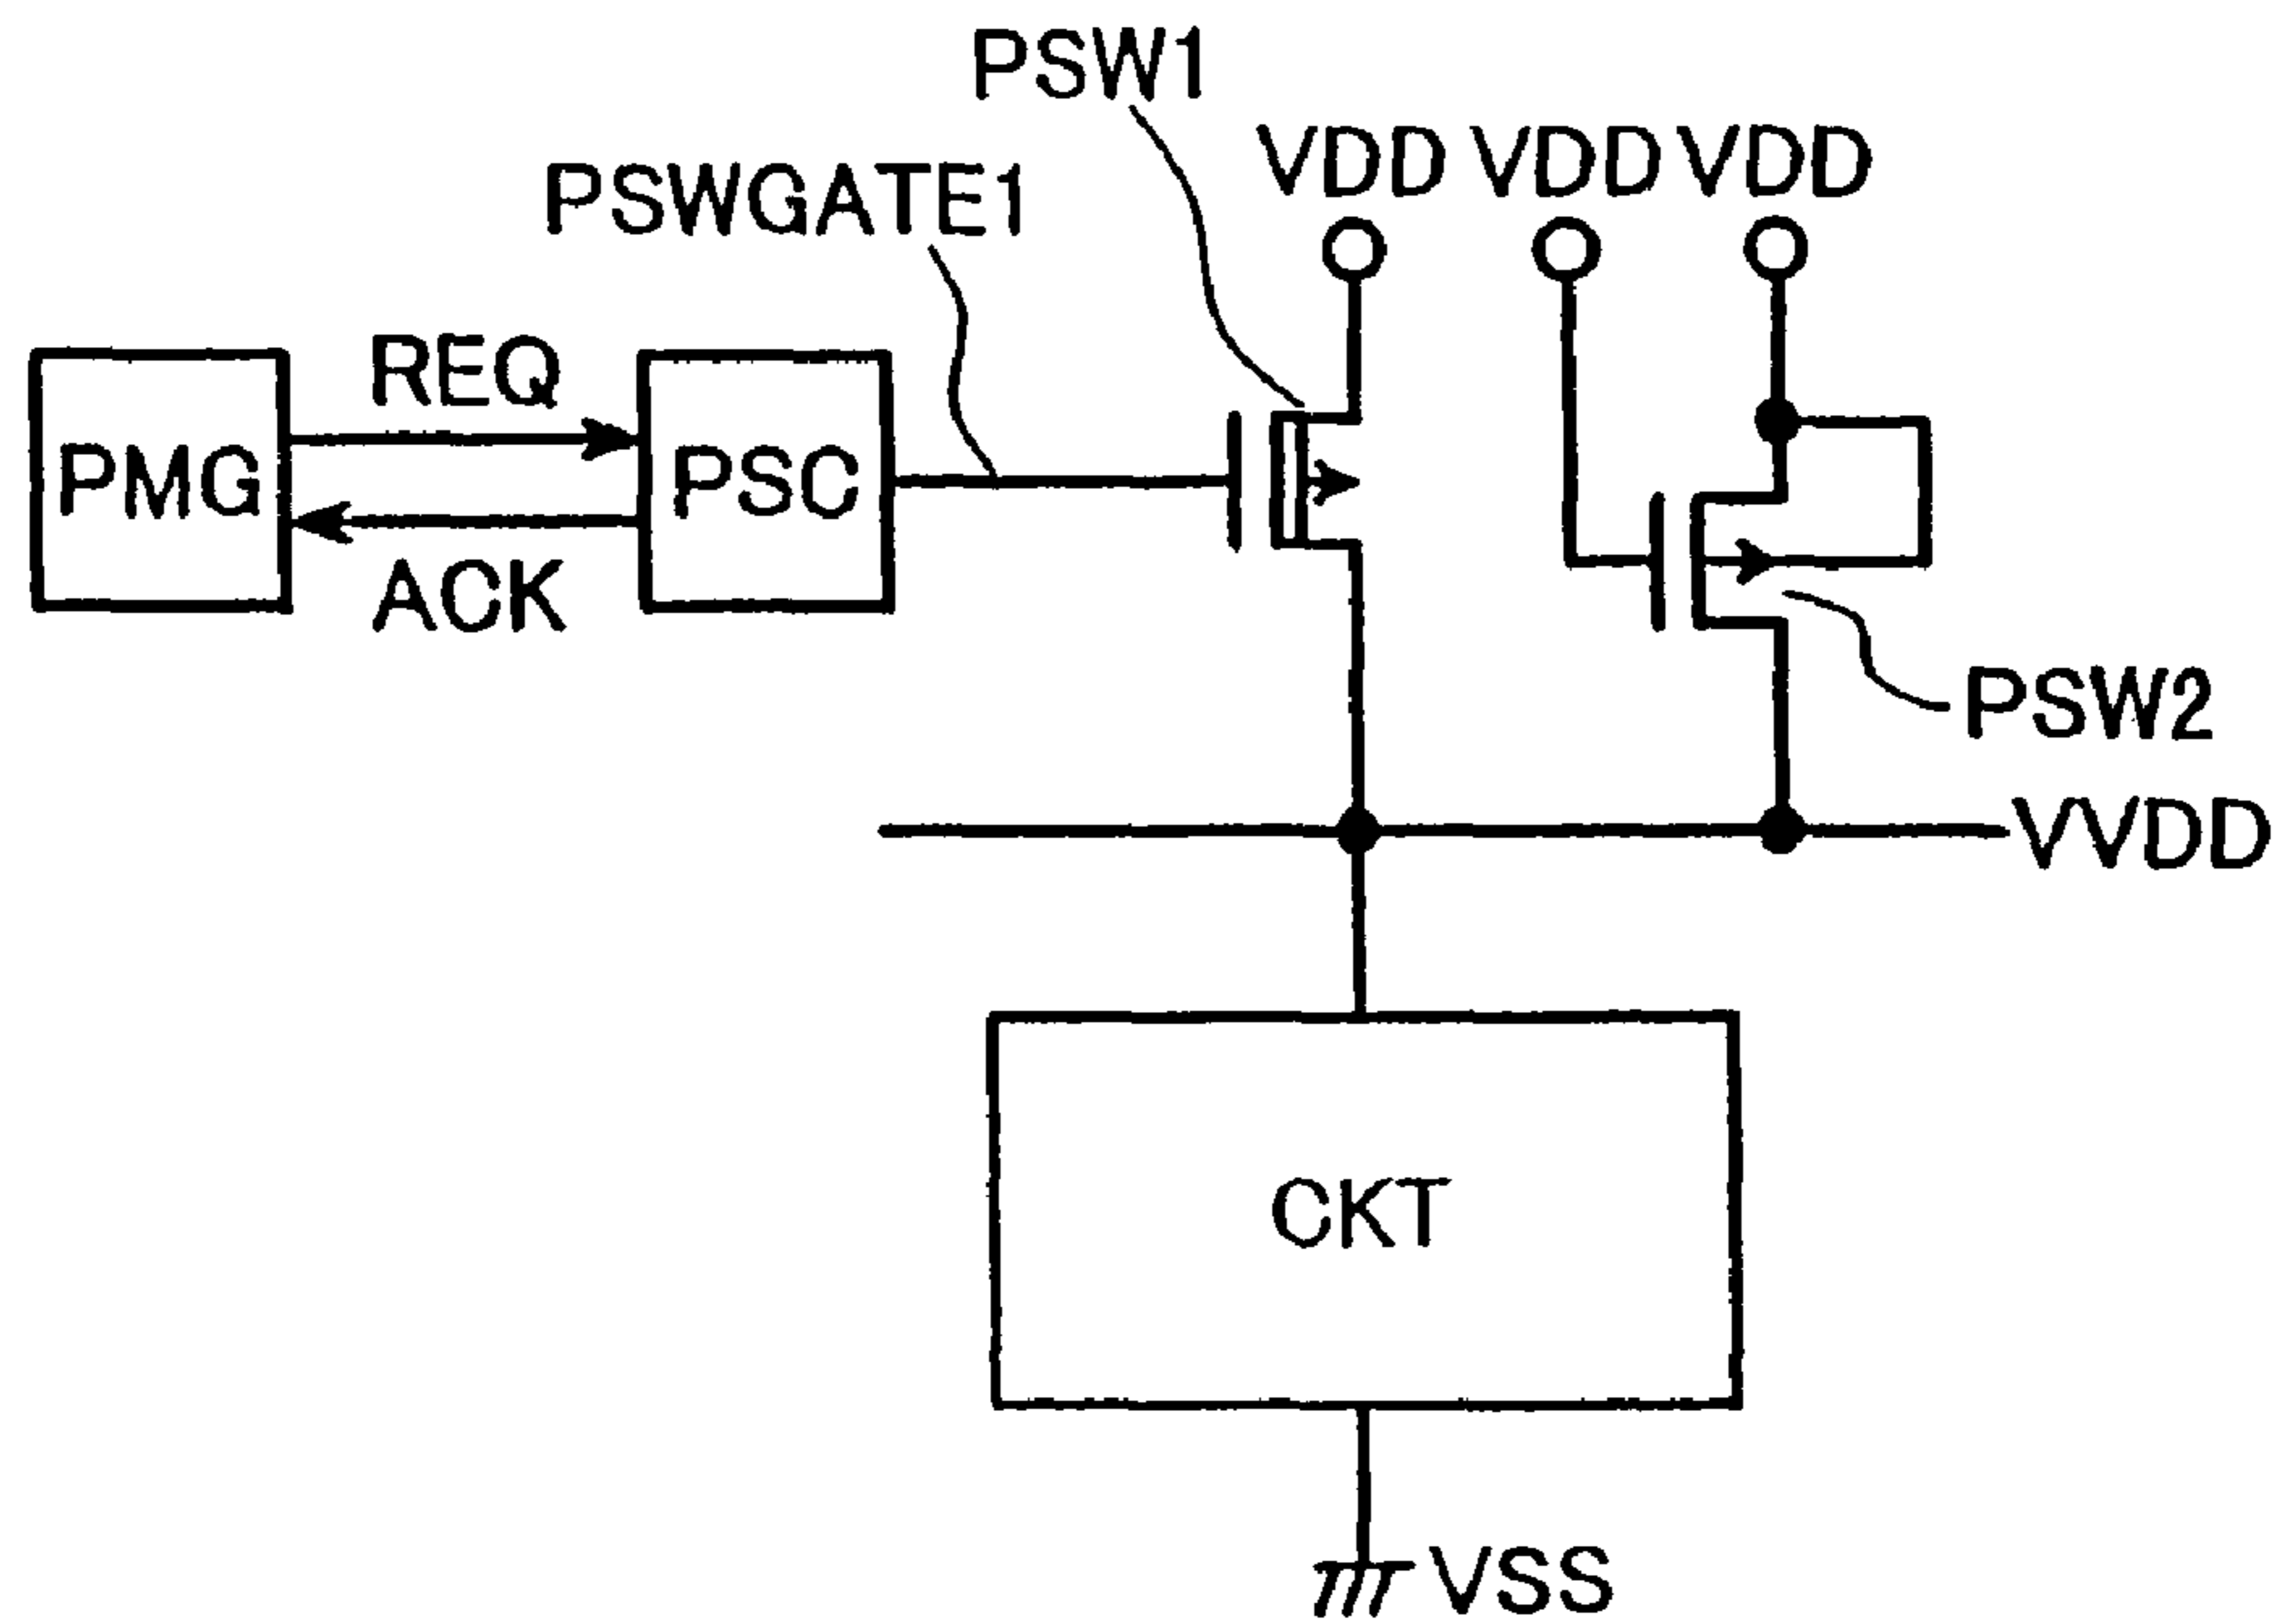 PSW1
VDD VDD VDD
PSWGATE1
REQ
PMG
PSC
ACK
PSW2
VVDD
CKT
VSS